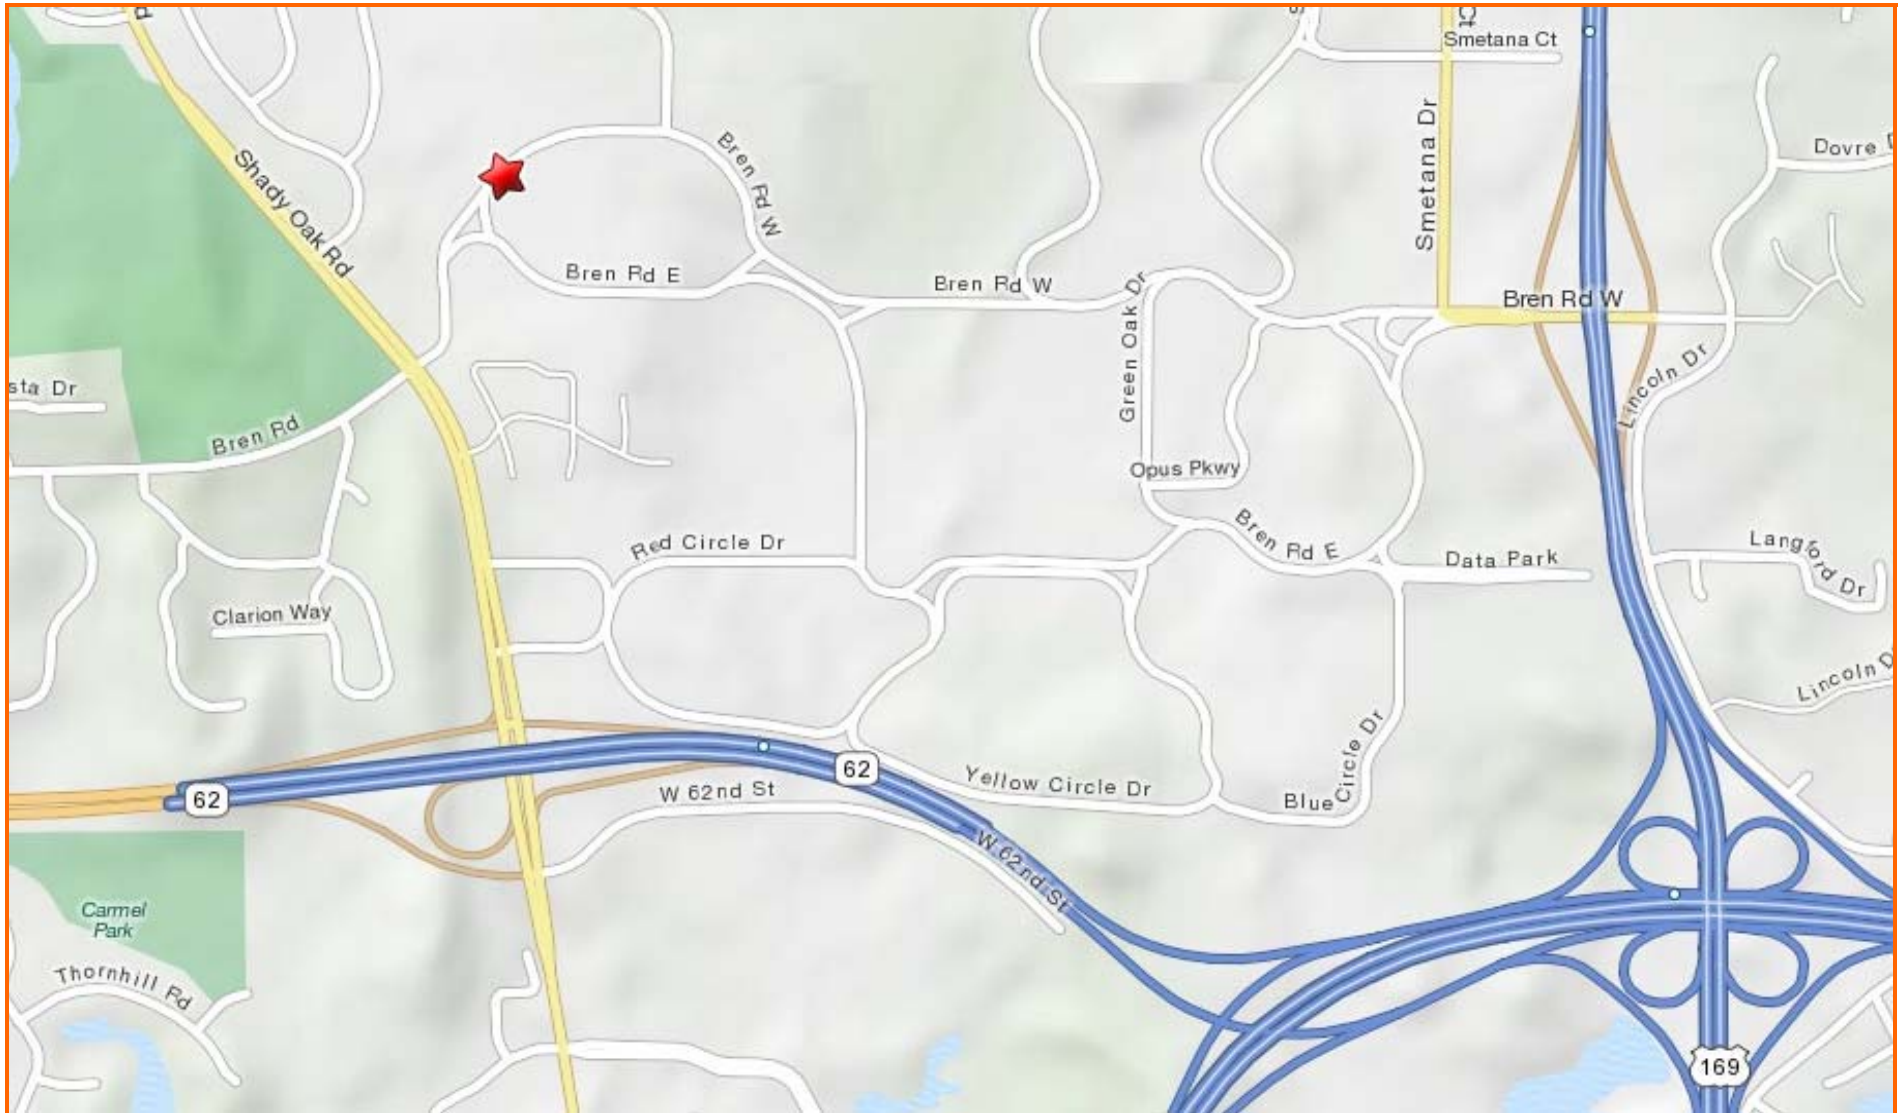 Ct
Smetana Ct
Smetana Dr
Dovre
Shady Oak Rd
Bren Rd W
Bren Rd E
Bren Rd W
Green Oak Dr
Bren Rd W
Lincoln Dr
sta Dr
Bren Rd
Opus Pkwy
Red Circle Dr
Bren Rd E
Data Park
Langford Dr
Clarion Way
Lincoln D
62
62
Yellow Circle Dr
Blue Circle Dr
W 62nd St
W 62nd St
Carmel
Park
Thornhill Rd
169